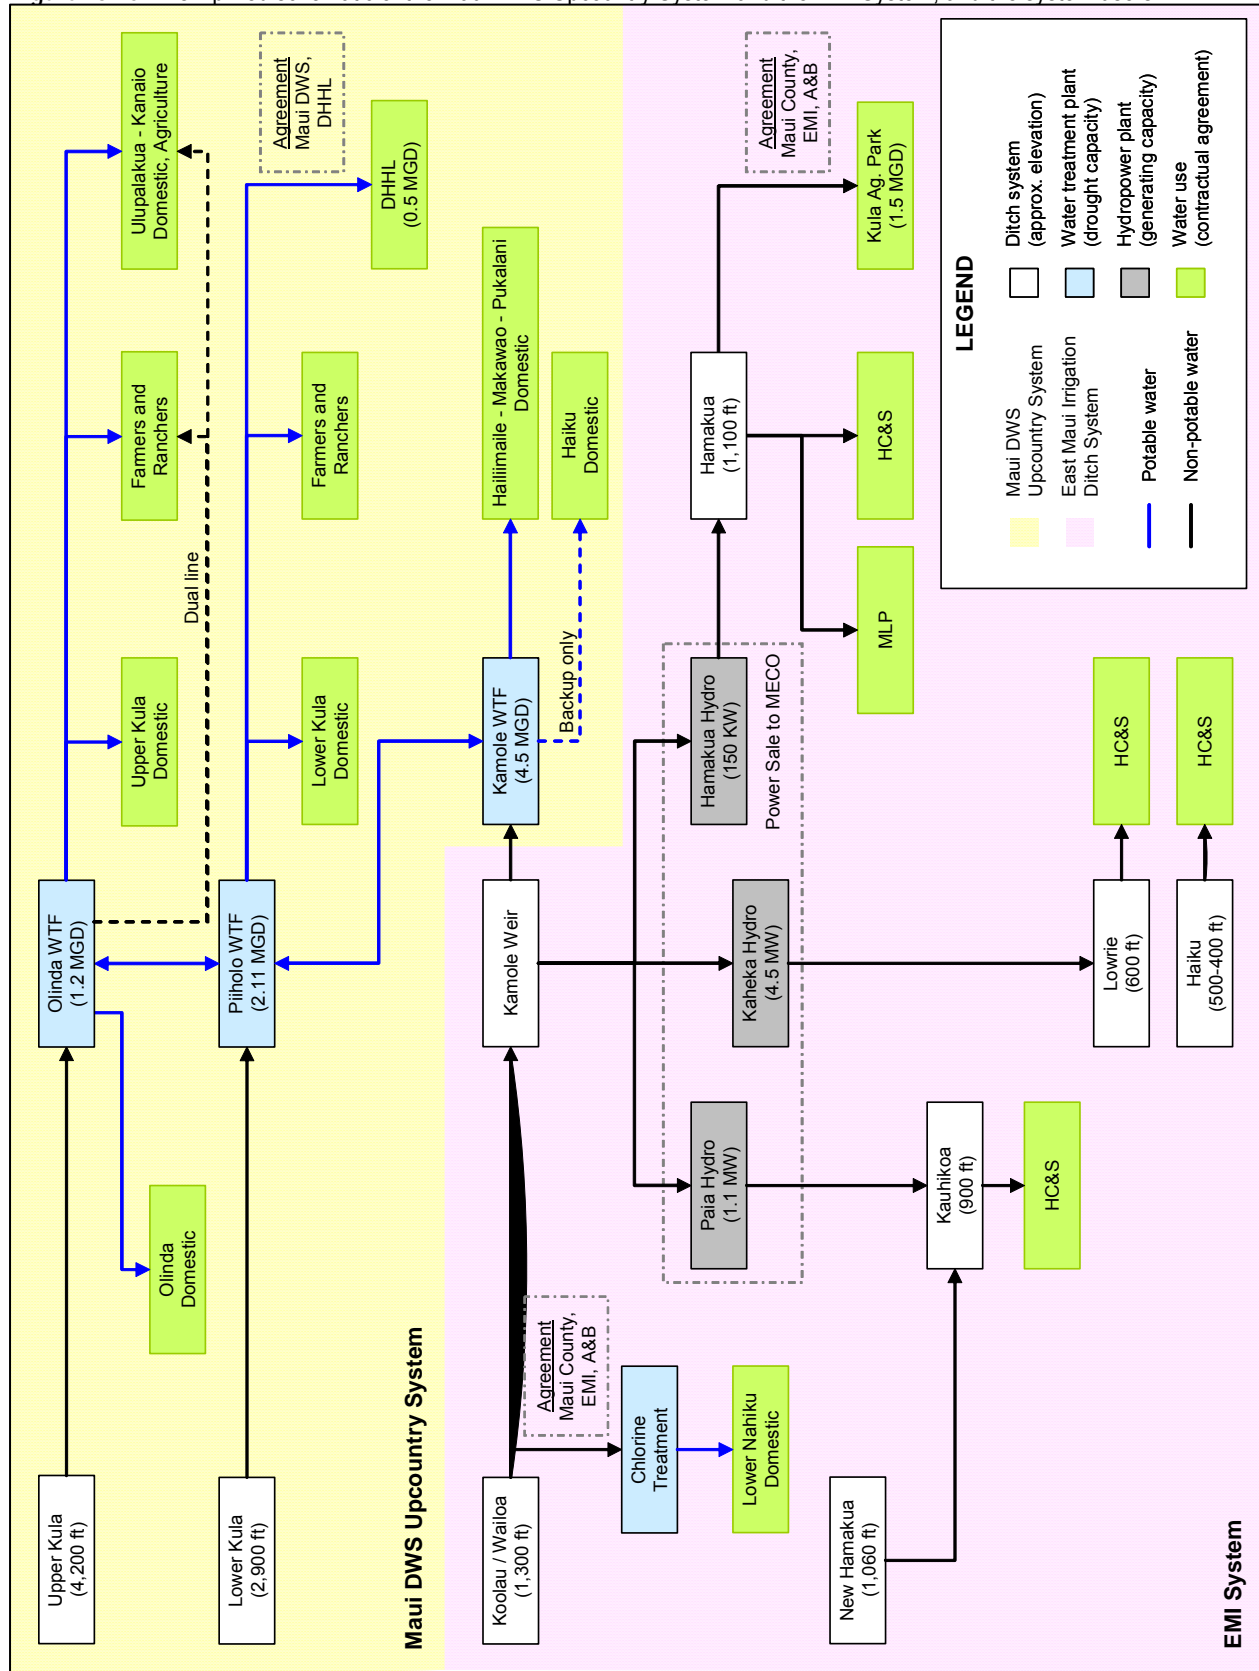 Upper Kula
(4,200 ft)
Olinda WTF
(1.2 MGD)
Olinda
Domestic
Upper Kula
Domestic
Farmers and
Ranchers
Ulupalakua - Kanaio
Domestic, Agriculture
Dual line
Lower Kula
(2,900 ft)
Piiholo WTF
(2.11 MGD)
Lower Kula
Domestic
Farmers and
Ranchers
DHHL
(0.5 MGD)
Agreement
Maui DWS,
DHHL
Maui DWS Upcountry System
Koolau / Wailoa
(1,300 ft)
Agreement
Maui County,
EMI, A&B
Kamole Weir
Kamole WTF
(4.5 MGD)
Backup only
Hailimaile - Makawao - Pukalani
Domestic
Haiku
Domestic
Chlorine
Treatment
Lower Nahiku
Domestic
Paia Hydro
(1.1 MW)
Kaheka Hydro
(4.5 MW)
Hamakua Hydro
(150 KW)
Power Sale to MECO
Hamakua
(1,100 ft)
Agreement
Maui County,
EMI, A&B
MLP
HC&S
Kula Ag. Park
(1.5 MGD)
New Hamakua
(1,060 ft)
Kauhikoa
(900 ft)
HC&S
Lowrie
(600 ft)
HC&S
Haiku
(500-400 ft)
HC&S
EMI System
LEGEND
Maui DWS
Upcountry System
East Maui Irrigation
Ditch System
Potable water
Non-potable water
Ditch system
(approx. elevation)
Water treatment plant
(drought capacity)
Hydropower plant
(generating capacity)
Water use
(contractual agreement)